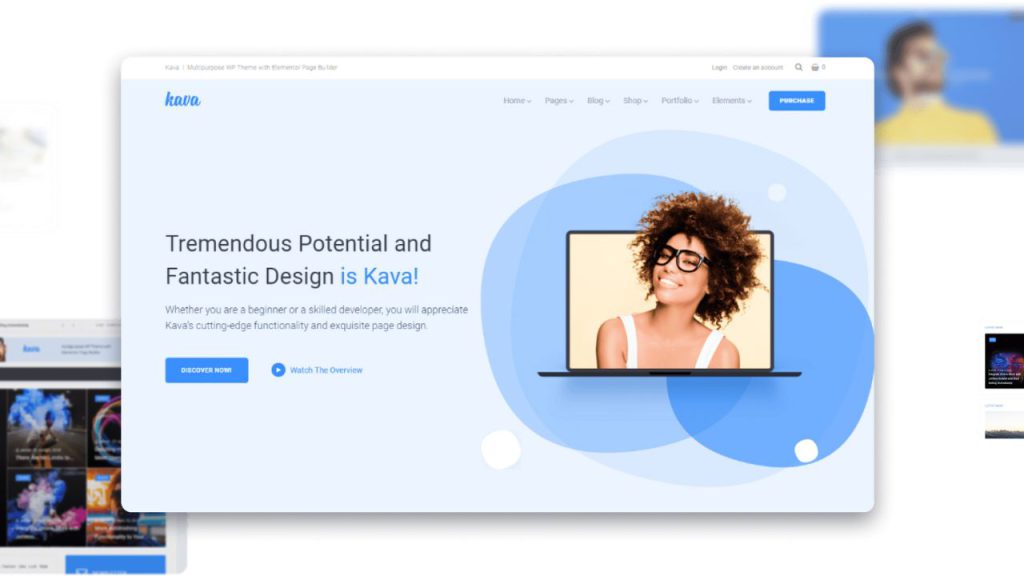 Kava | Multipurpose WP Theme with Elementor Page Builder
Login Create an account 0
kava
Home Pages Blog Shop Portfolio Elements PURCHASE
Tremendous Potential and
Fantastic Design is Kava!
Whether you are a beginner or a skilled developer, you will appreciate
Kava's cutting-edge functionality and exquisite page design.
DISCOVER NOW!
Watch The Overview
kava